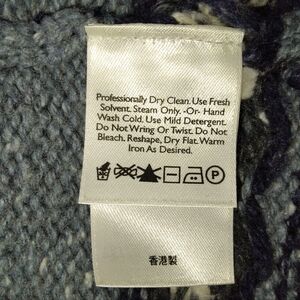 Professionally Dry Clean. Use Fresh
Solvent. Steam Only. -Or- Hand
Wash Cold. Use Mild Detergent.
Do Not Wring Or Twist. Do Not
Bleach. Reshape, Dry Flat. Warm
Iron As Desired.
P
香港製